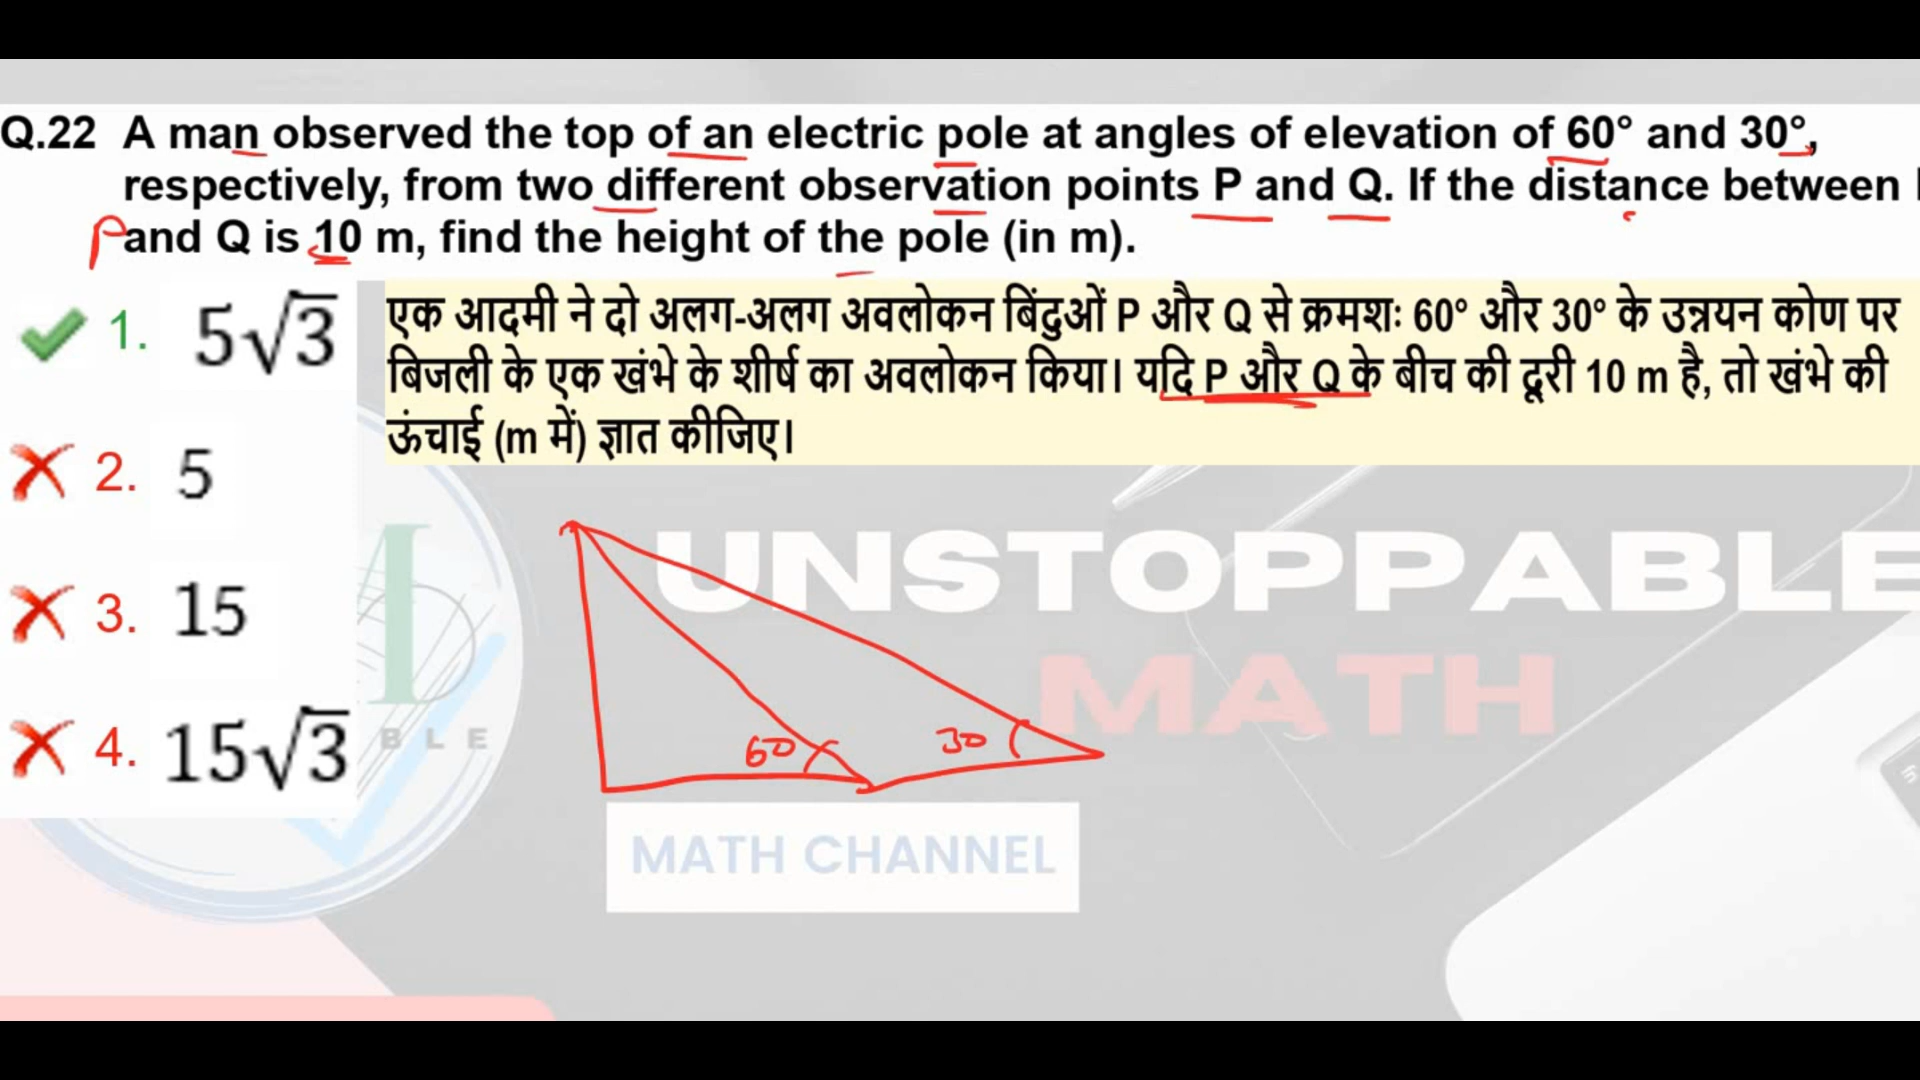 Q.22 A man observed the top of an electric pole at angles of elevation of 60° and 30°,
respectively, from two different observation points P and Q. If the distance between
P and Q is 10 m, find the height of the pole (in m).
1. 5√3
एक आदमी ने दो अलग-अलग अवलोकन बिंदुओं P और Q से क्रमशः 60° और 30° के उन्नयन कोण पर
बिजली के एक खंभे के शीर्ष का अवलोकन किया। यदि P और Q के बीच की दूरी 10 m है, तो खंभे की
ऊंचाई (m में) ज्ञात कीजिए।
2. 5
3. 15
4. 15√3
UNSTOPPABLE
MATH
60
30
MATH CHANNEL